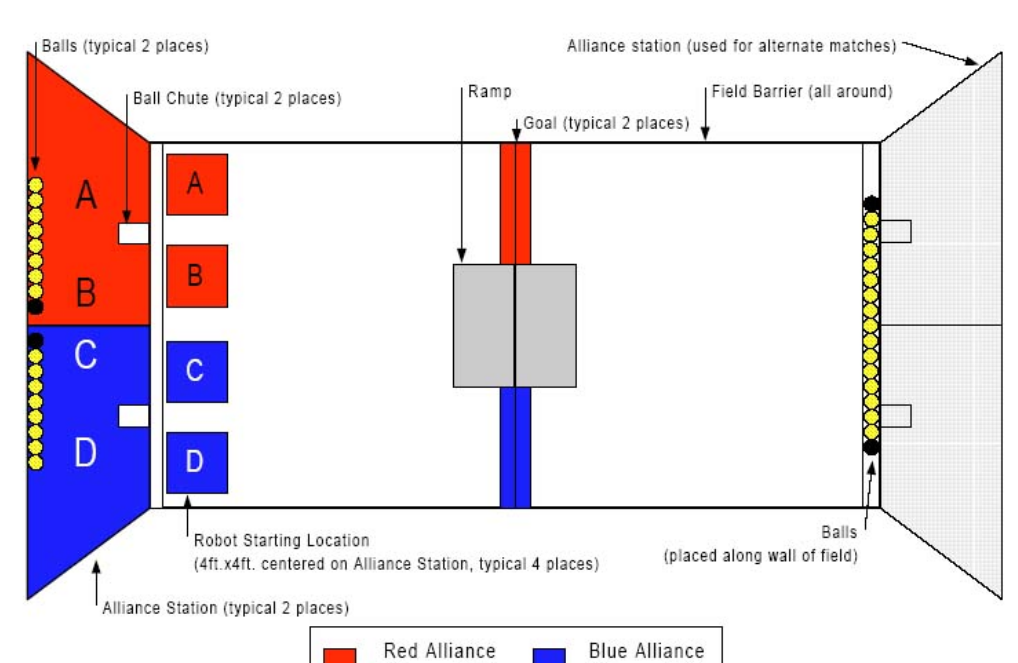 Balls (typical 2 places)
Alliance station (used for alternate matches)
Ball Chute (typical 2 places)
Ramp
Field Barrier (all around)
Goal (typical 2 places)
A
A
B
B
C
C
D
D
Robot Starting Location
(4ft.x4ft. centered on Alliance Station, typical 4 places)
Balls
(placed along wall of field)
Alliance Station (typical 2 places)
Red Alliance
Blue Alliance